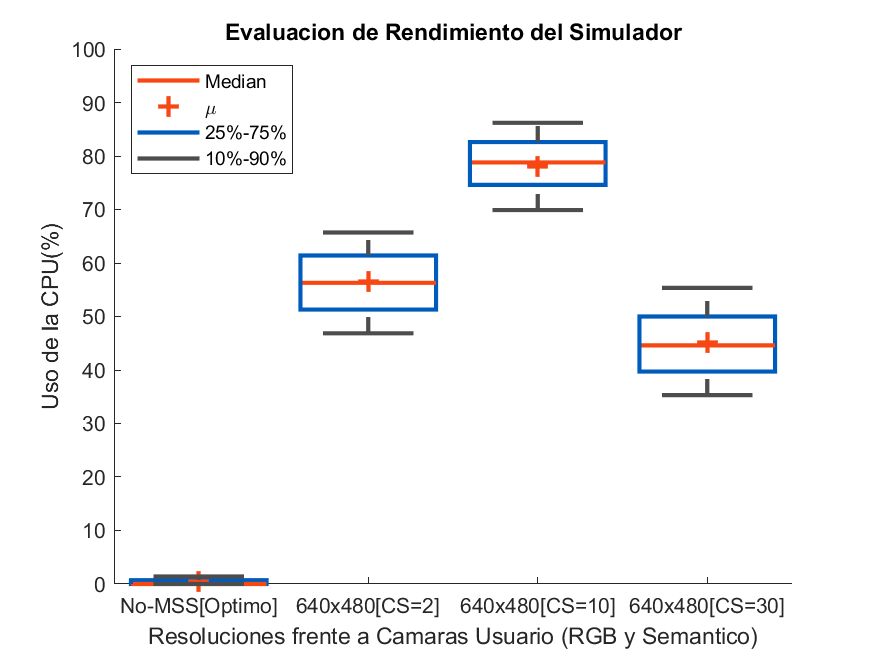 Evaluacion de Rendimiento del Simulador
100
90
80
70
60
50
40
30
20
10
0
Uso de la CPU(%)
Median
μ
25%-75%
10%-90%
No-MSS[Optimo]
640x480[CS=2]
640x480[CS=10]
640x480[CS=30]
Resoluciones frente a Camaras Usuario (RGB y Semantico)